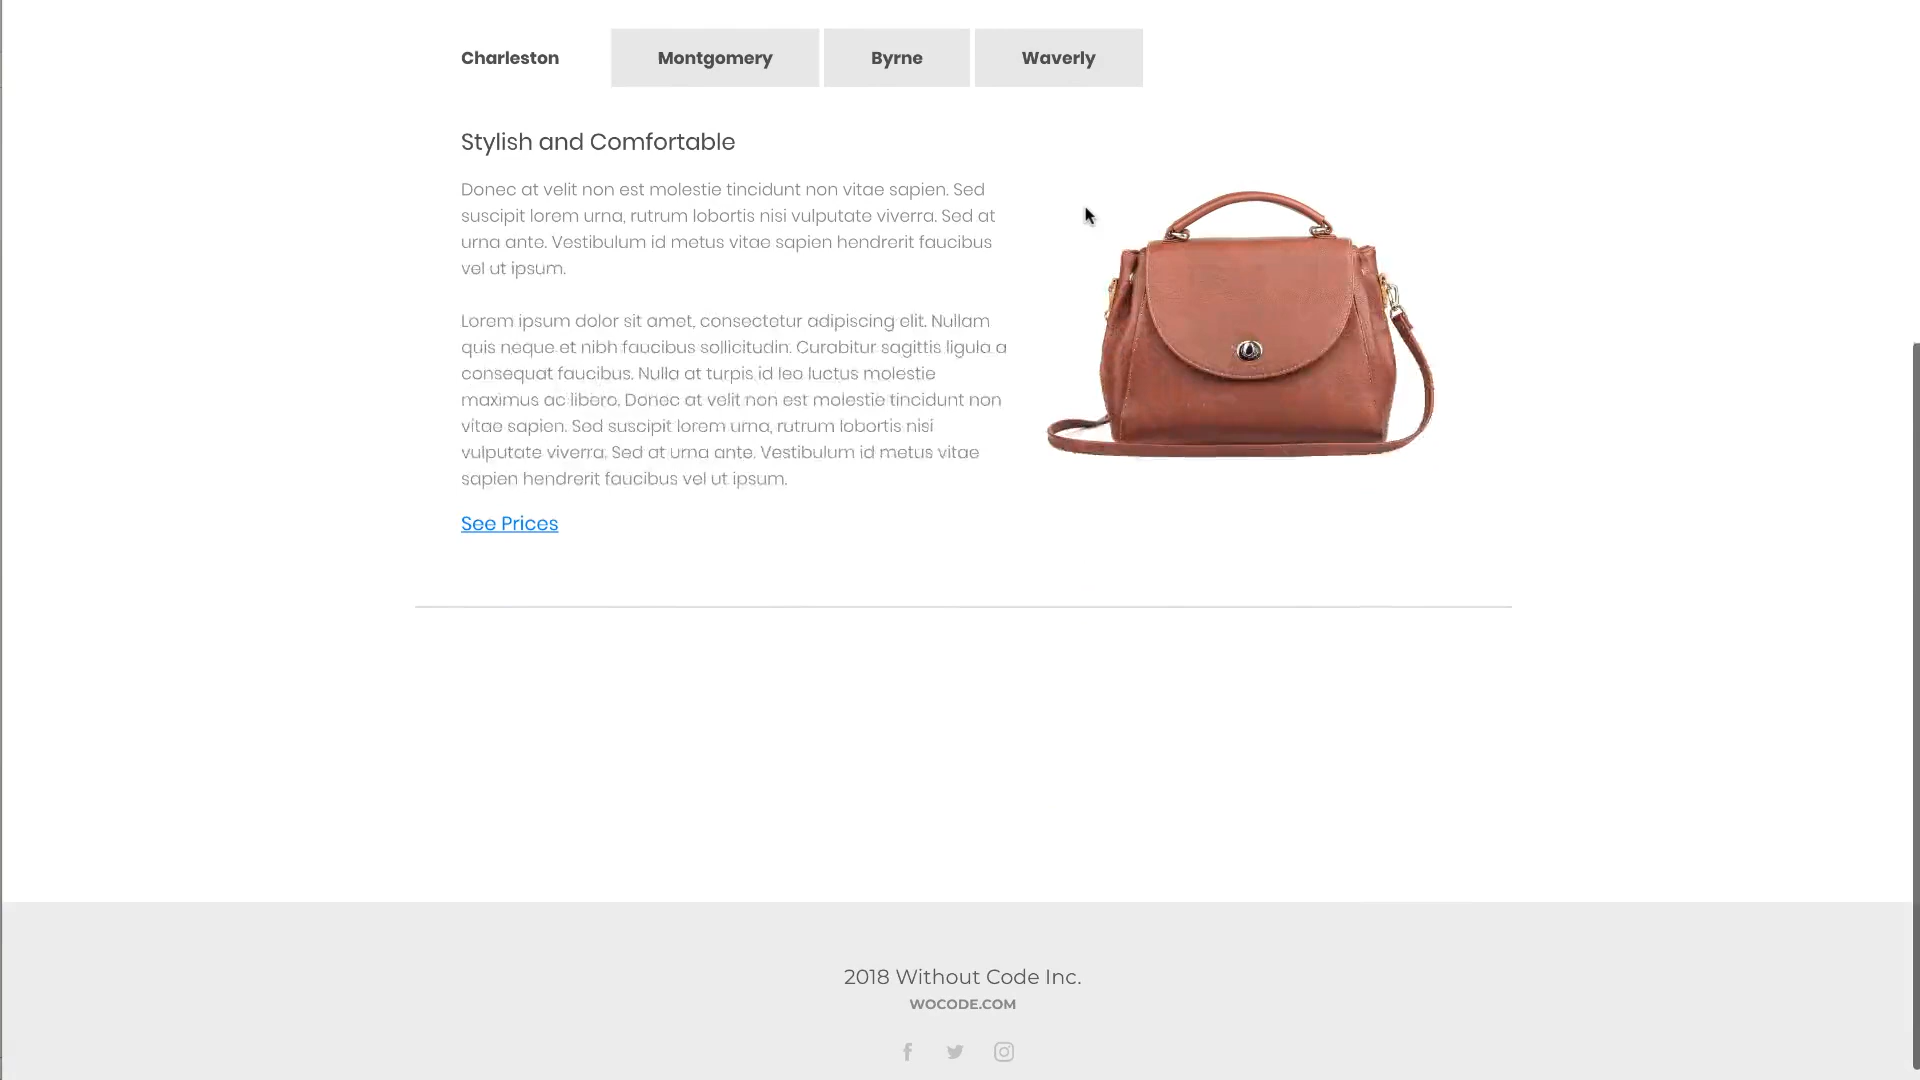 Charleston
Montgomery
Byrne
Waverly
Stylish and Comfortable
Donec at velit non est molestie tincidunt non vitae sapien. Sed
suscipit lorem urna, rutrum lobortis nisi vulputate viverra. Sed at
urna ante. Vestibulum id metus vitae sapien hendrerit faucibus
vel ut ipsum.
Lorem ipsum dolor sit amet, consectetur adipiscing elit. Nullam
quis neque et nibh faucibus sollicitudin. Curabitur sagittis ligula a
consequat faucibus. Nulla at turpis id leo luctus molestie
maximus ac libero. Donec at velit non est molestie tincidunt non
vitae sapien. Sed suscipit lorem urna, rutrum lobortis nisi
vulputate viverra. Sed at urna ante. Vestibulum id metus vitae
sapien hendrerit faucibus vel ut ipsum.
See Prices
2018 Without Code Inc.
WOCODE.COM